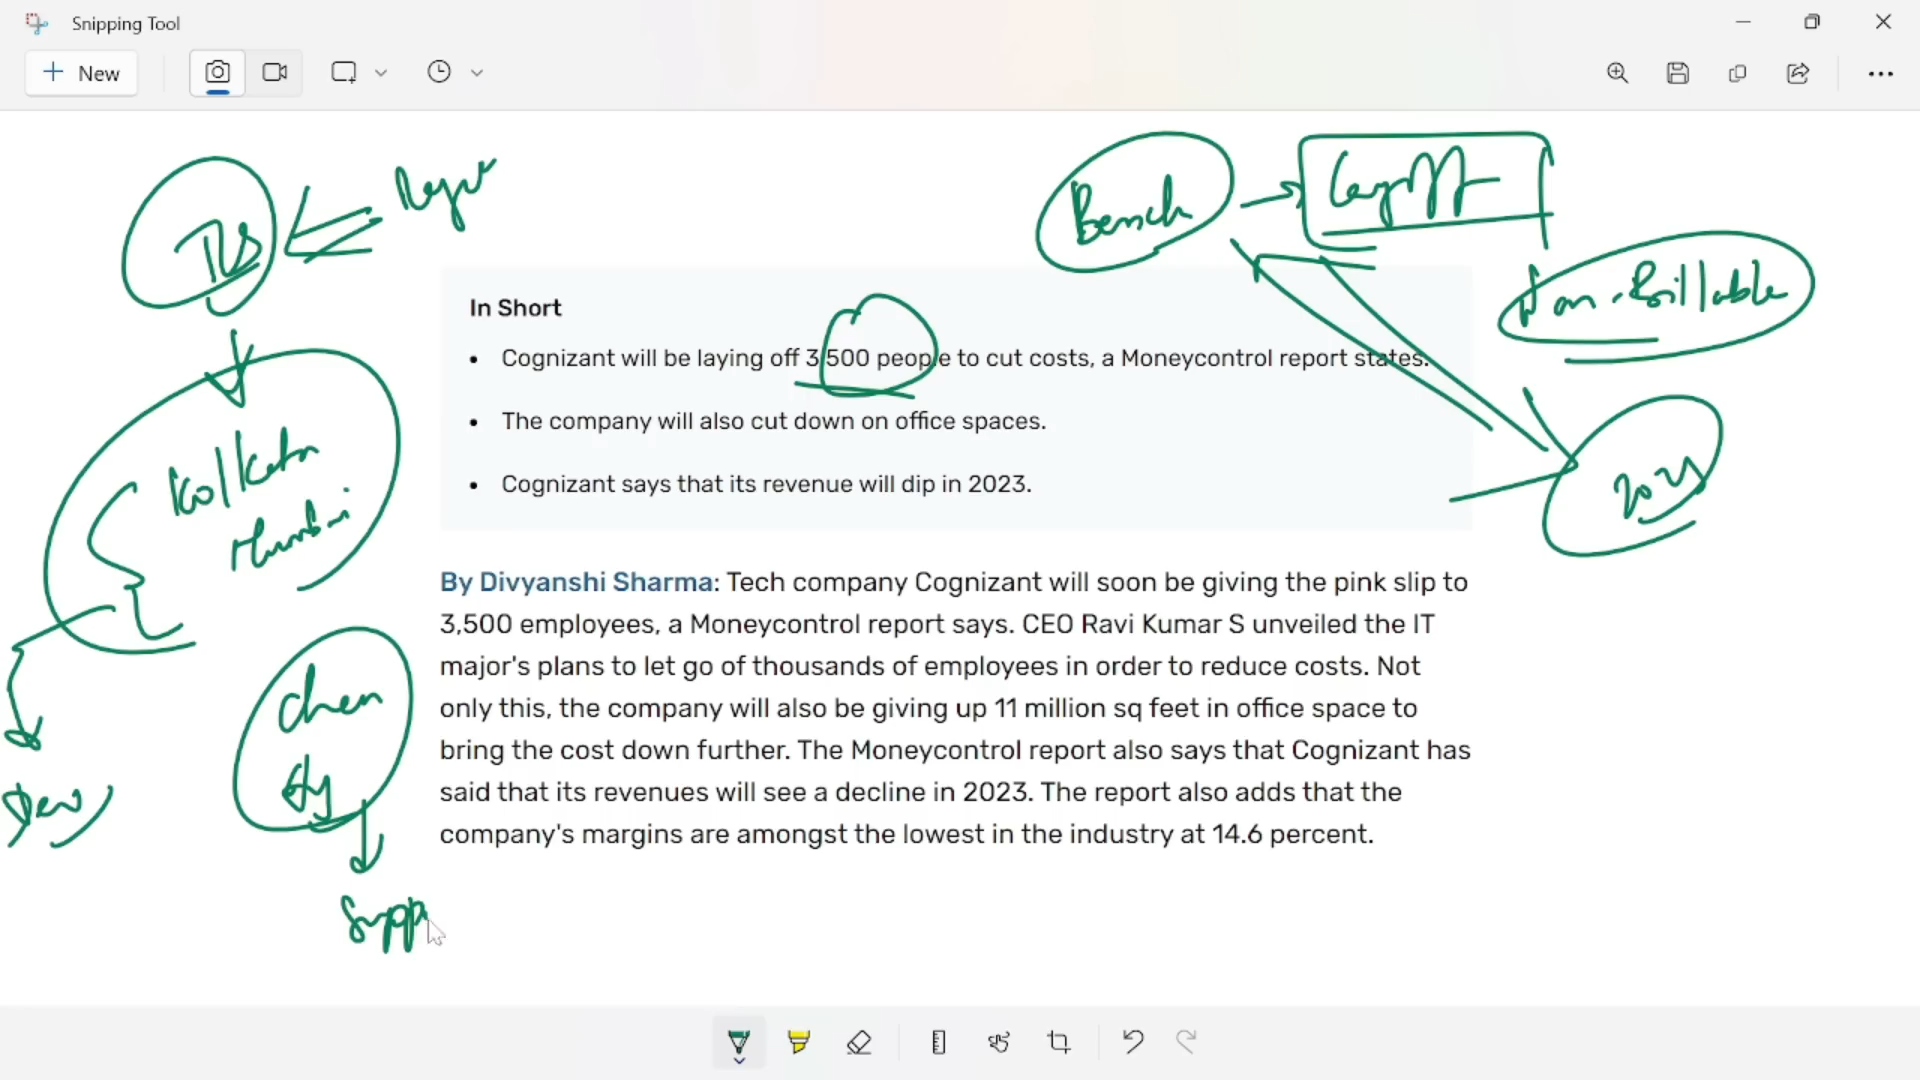 Snipping Tool
New
Bench
Layoff
Non-Billable
In Short
• Cognizant will be laying off 3,500 people to cut costs, a Moneycontrol report states.
• The company will also cut down on office spaces.
• Cognizant says that its revenue will dip in 2023.
Kolkata
Mumbai
By Divyanshi Sharma: Tech company Cognizant will soon be giving the pink slip to
3,500 employees, a Moneycontrol report says. CEO Ravi Kumar S unveiled the IT
major's plans to let go of thousands of employees in order to reduce costs. Not
only this, the company will also be giving up 11 million sq feet in office space to
bring the cost down further. The Moneycontrol report also says that Cognizant has
said that its revenues will see a decline in 2023. The report also adds that the
company's margins are amongst the lowest in the industry at 14.6 percent.
chen
Dev
Supp